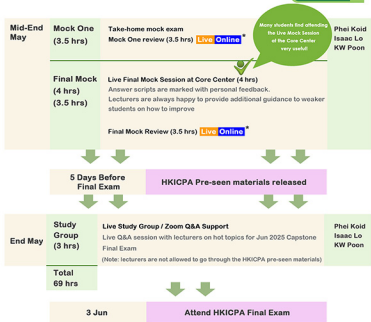 Mid-End
May
Mock One
(3.5 hrs)
Take-home mock exam
Mock One review (3.5 hrs) Live Online *
Many students find attending
the Live Mock Session
at the Core Center
very useful!
Phei Koid
Isaac Lo
KW Poon
Final Mock
(4 hrs)
(3.5 hrs)
Live Final Mock Session at Core Center (4 hrs)
Answer scripts are marked with personal feedback.
Lecturers are always happy to provide additional guidance to weaker
students on how to improve
Final Mock Review (3.5 hrs) Live Online *
5 Days Before
Final Exam
HKICPA Pre-seen materials released
End May
Study
Group
(3 hrs)
Live Study Group / Zoom Q&A Support
Live Q&A session with lecturers on hot topics for Jun 2025 Capstone
Final Exam
(Note: lecturers are not allowed to go through the HKICPA pre-seen materials)
Phei Koid
Isaac Lo
KW Poon
Total
69 hrs
3 Jun
Attend HKICPA Final Exam